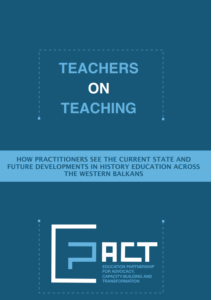 TEACHERS
ON
TEACHING
HOW PRACTITIONERS SEE THE CURRENT STATE AND
FUTURE DEVELOPMENTS IN HISTORY EDUCATION ACROSS
THE WESTERN BALKANS
EPACT
EDUCATION PARTNERSHIP
FOR ADVOCACY,
CAPACITY-BUILDING AND
TRANSFORMATION